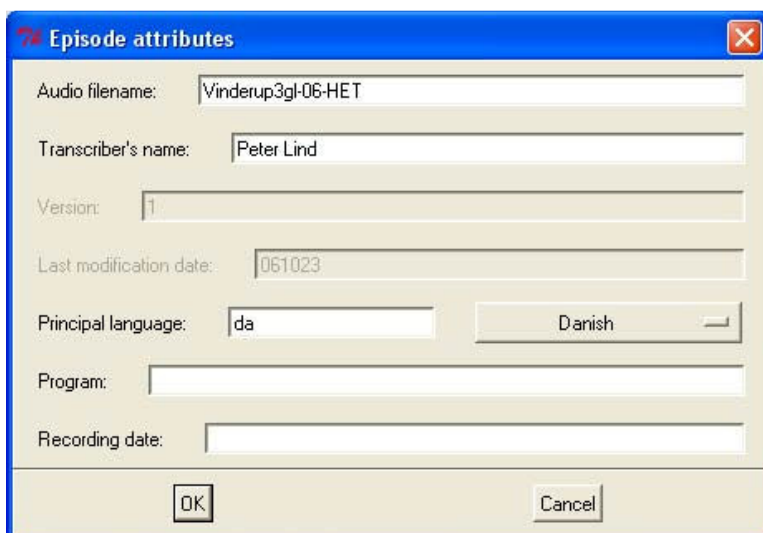 Episode attributes
Audio filename: Vinderup3gl-06-HET
Transcriber's name: Peter Lind
Version: 1
Last modification date: 061023
Principal language: da Danish
Program:
Recording date:
OK Cancel